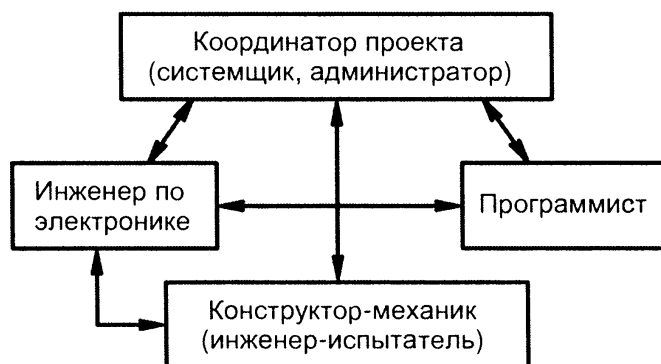 Координатор проекта
(системщик, администратор)
Инженер по
электронике
Программист
Конструктор-механик
(инженер-испытатель)